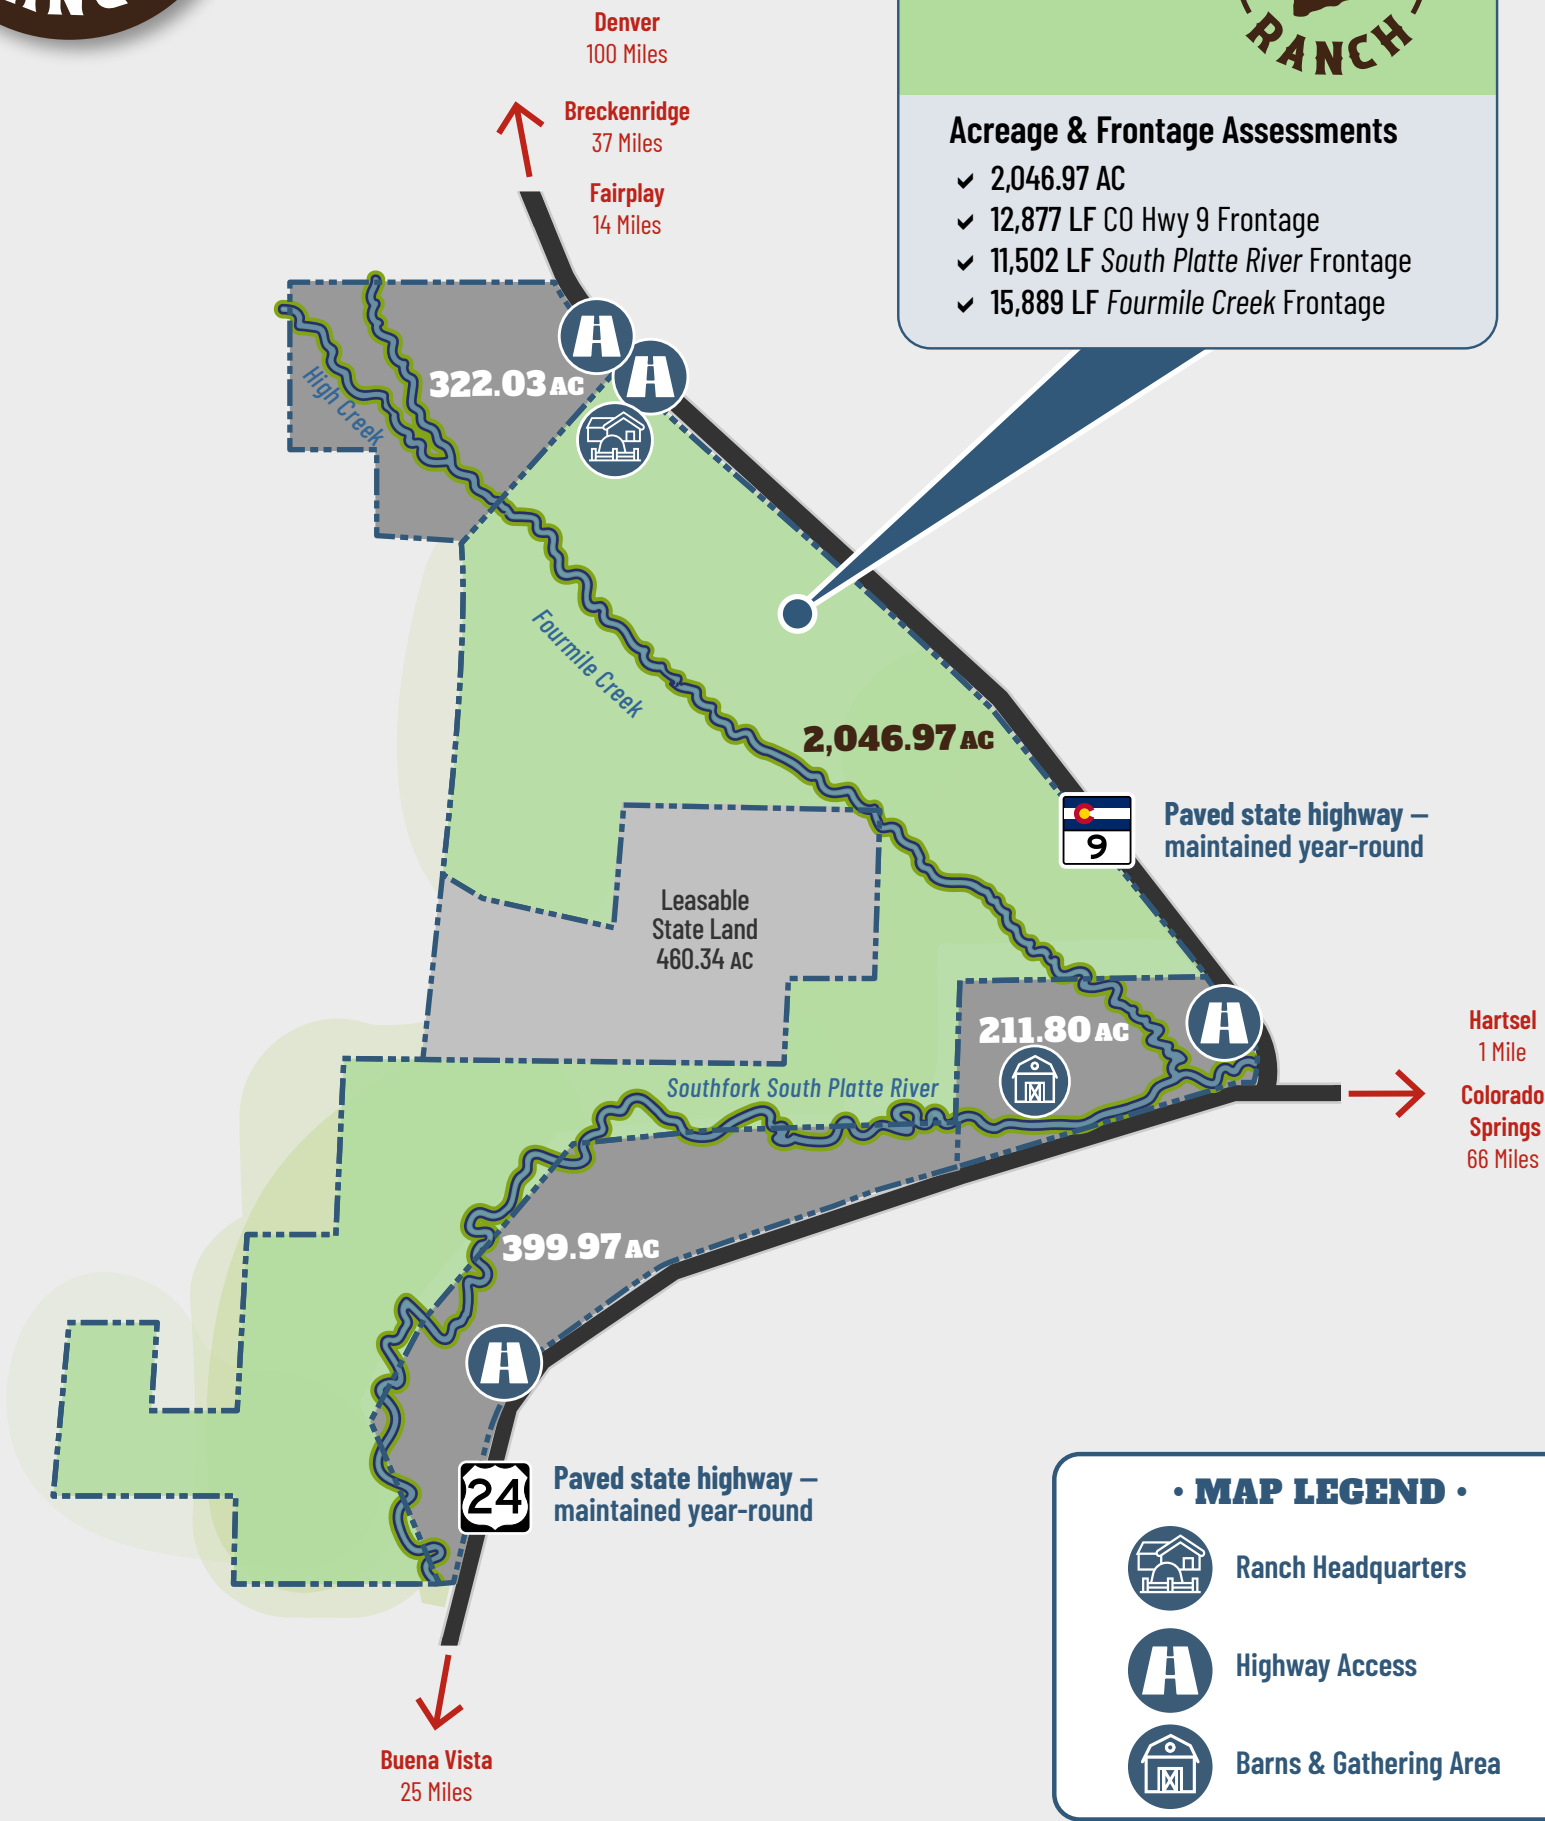 Denver
100 Miles
Breckenridge
37 Miles
Fairplay
14 Miles
RANCH
Acreage & Frontage Assessments
2,046.97 AC
12,877 LF CO Hwy 9 Frontage
11,502 LF South Platte River Frontage
15,889 LF Fourmile Creek Frontage
322.03 AC
High Creek
Fourmile Creek
2,046.97 AC
9
Paved state highway –
maintained year-round
Leasable
State Land
460.34 AC
211.80 AC
Hartsel
1 Mile
Colorado
Springs
66 Miles
Southfork South Platte River
399.97 AC
24
Paved state highway –
maintained year-round
Buena Vista
25 Miles
• MAP LEGEND •
Ranch Headquarters
Highway Access
Barns & Gathering Area